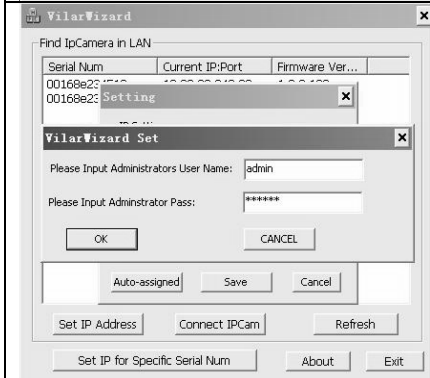 VilarWizard
Find IpCamera in LAN
Serial Num Current IP:Port Firmware Ver...
00168e234510
00168e23
Setting
VilarWizard Set
Please Input Administrators User Name: admin
Please Input Adminstrator Pass: ******
OK CANCEL
Auto-assigned Save Cancel
Set IP Address Connect IPCam Refresh
Set IP for Specific Serial Num About Exit